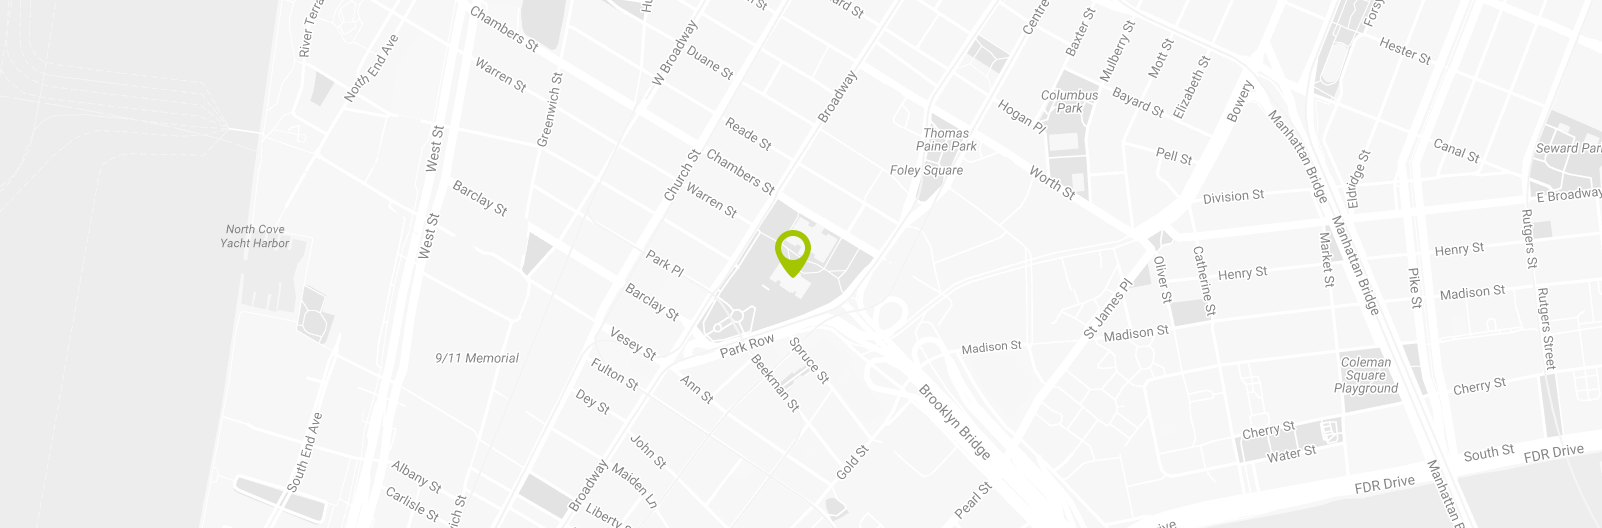 River Terra
North End Ave
Chambers St
Warren St
Greenwich St
West St
Barclay St
West St
North Cove
Yacht Harbor
9/11 Memorial
South End Ave
Albany St
Carlisle St
W Broadway
Duane St
Broadway
Reade St
Chambers St
Church St
Warren St
Park Pl
Barclay St
Vesey St
Fulton St
Dey St
Ann St
John St
Maiden Ln
Broadway
Liberty
Park Row
Beekman St
Spruce St
Gold St
Pearl St
Brooklyn Bridge
Centre
Baxter St
Mulberry St
Mott St
Elizabeth St
Bayard St
Columbus
Park
Hogan Pl
Thomas
Paine Park
Foley Square
Worth St
Pell St
Bowery
Manhattan Bridge
Hester St
Canal St
Seward Park
Eldridge St
Division St
E Broadway
Rutgers St
Henry St
Henry St
Market St
Manhattan Bridge
Pike St
Madison St
Rutgers Street
Oliver St
Catherine St
St James Pl
Madison St
Madison St
Coleman
Square
Playground
Cherry St
Cherry St
Water St
South St
FDR Drive
FDR Drive
Manhattan B